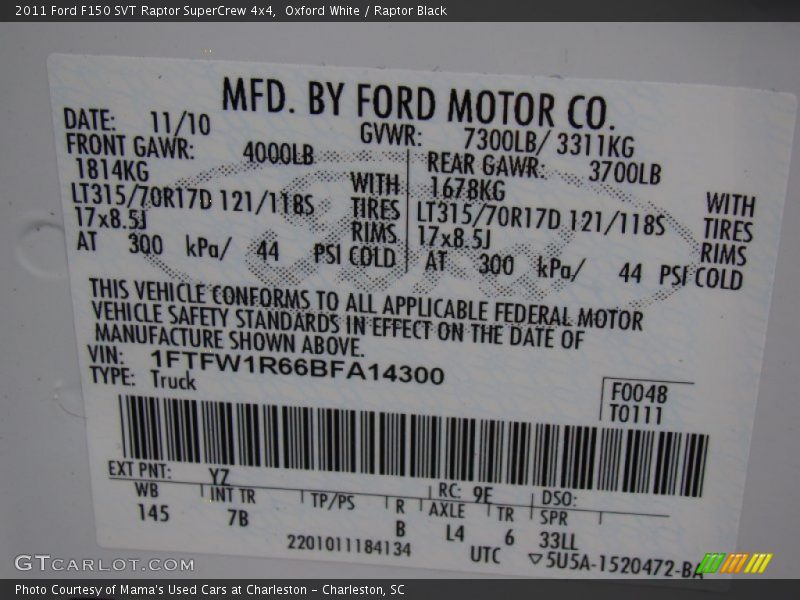 2011 Ford F150 SVT Raptor SuperCrew 4x4, Oxford White / Raptor Black
MFD. BY FORD MOTOR CO.
DATE: 11/10 GVWR: 7300LB/ 3311KG
FRONT GAWR: 4000LB REAR GAWR: 3700LB
1814KG WITH 1678KG WITH
LT315/70R17D 121/118S TIRES LT315/70R17D 121/118S TIRES
17x8.5J RIMS 17x8.5J RIMS
AT 300 kPa/ 44 PSI COLD AT 300 kPa/ 44 PSI COLD
THIS VEHICLE CONFORMS TO ALL APPLICABLE FEDERAL MOTOR
VEHICLE SAFETY STANDARDS IN EFFECT ON THE DATE OF
MANUFACTURE SHOWN ABOVE.
VIN: 1FTFW1R66BFA14300
TYPE: Truck
F0048
T0111
EXT PNT: YZ RC: 9E DSO:
WB INT TR TP/PS R AXLE TR SPR
145 7B B L4 6 33LL
2201011184134 UTC ▽5U5A-1520472-BA
GTCARLOT.COM
Photo Courtesy of Mama's Used Cars at Charleston - Charleston, SC